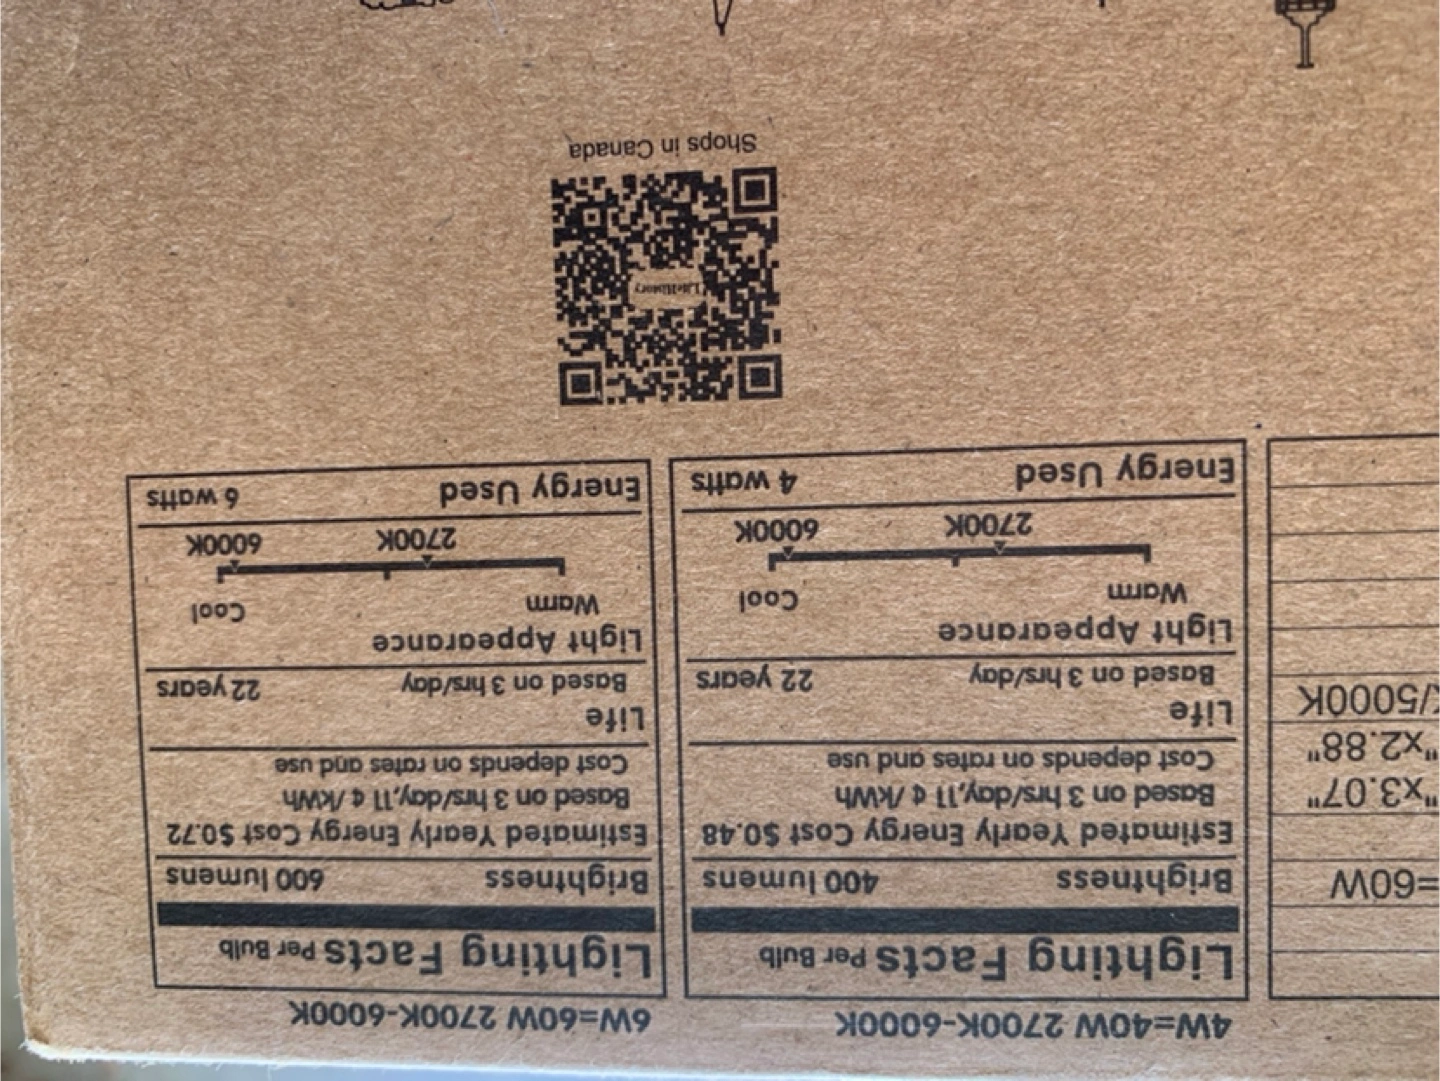 4W=40W 2700K-6000K
Lighting Facts Per Bulb
Brightness 400 lumens
Estimated Yearly Energy Cost $0.48
Based on 3 hrs/day,11 ¢ /kWh
Cost depends on rates and use
Life
Based on 3 hrs/day 22 years
Light Appearance
Warm Cool
2700K 6000K
Energy Used 4 watts
6W=60W 2700K-6000K
Lighting Facts Per Bulb
Brightness 600 lumens
Estimated Yearly Energy Cost $0.72
Based on 3 hrs/day,11 ¢ /kWh
Cost depends on rates and use
Life
Based on 3 hrs/day 22 years
Light Appearance
Warm Cool
2700K 6000K
Energy Used 6 watts
=60W
"x3.07"
"x2.88"
/5000K
LiteHistory
Shops in Canada